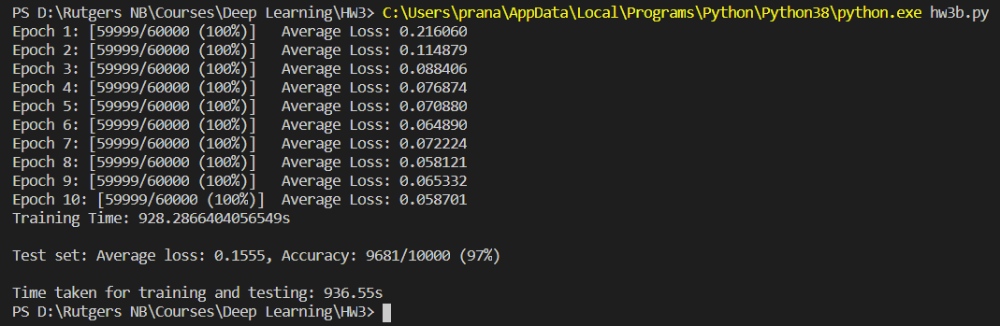 PS D:\Rutgers NB\Courses\Deep Learning\HW3> C:\Users\prana\AppData\Local\Programs\Python\Python38\python.exe hw3b.py
Epoch 1: [59999/60000 (100%)]   Average Loss: 0.216060
Epoch 2: [59999/60000 (100%)]   Average Loss: 0.114879
Epoch 3: [59999/60000 (100%)]   Average Loss: 0.088406
Epoch 4: [59999/60000 (100%)]   Average Loss: 0.076874
Epoch 5: [59999/60000 (100%)]   Average Loss: 0.070880
Epoch 6: [59999/60000 (100%)]   Average Loss: 0.064890
Epoch 7: [59999/60000 (100%)]   Average Loss: 0.072224
Epoch 8: [59999/60000 (100%)]   Average Loss: 0.058121
Epoch 9: [59999/60000 (100%)]   Average Loss: 0.065332
Epoch 10: [59999/60000 (100%)]  Average Loss: 0.058701
Training Time: 928.2866404056549s
Test set: Average loss: 0.1555, Accuracy: 9681/10000 (97%)
Time taken for training and testing: 936.55s
PS D:\Rutgers NB\Courses\Deep Learning\HW3>